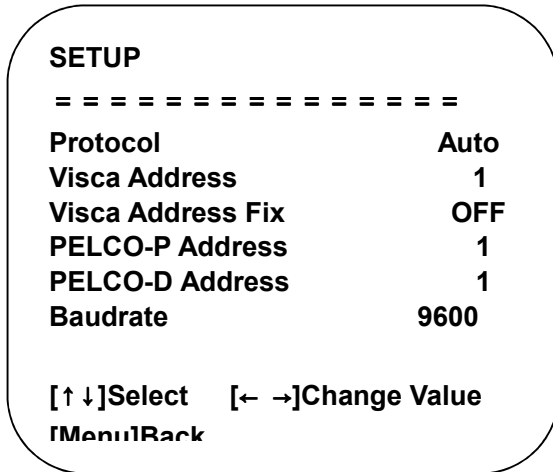 SETUP
= = = = = = = = = = = = = = =
Protocol Auto
Visca Address 1
Visca Address Fix OFF
PELCO-P Address 1
PELCO-D Address 1
Baudrate 9600
[↑↓]Select [← →]Change Value
[Menu]Back